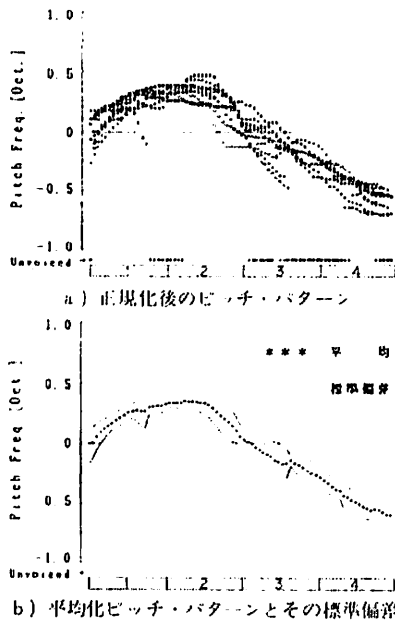 1.0
0.5
0
-0.5
-1.0
Pitch Freq. [Oct.]
Unvoiced
1 2 3 4
a) 正規化後のピッチ・パターン
1.0
0.5
0
0.5
-1.0
Pitch Freq [Oct]
*** 平 均
標準偏差
Unvoiced
1 2 3 4
b) 平均化ピッチ・パターンとその標準偏差